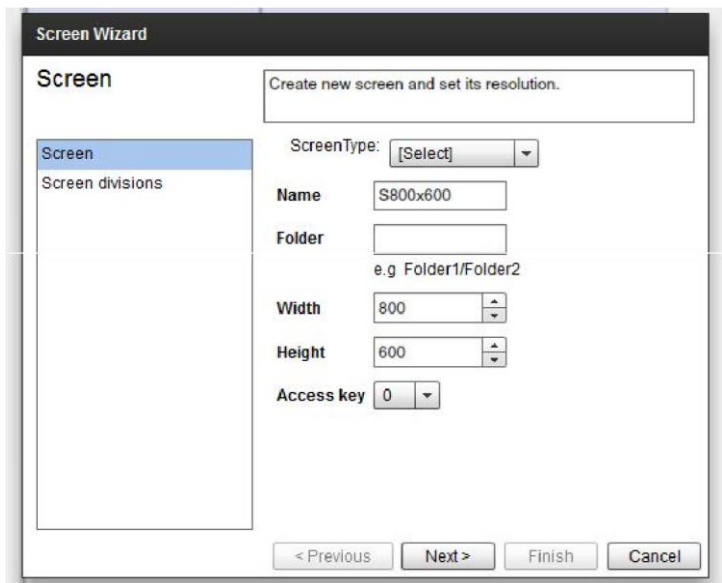 Screen Wizard
Screen
Create new screen and set its resolution.
Screen
Screen divisions
ScreenType: [Select]
Name S800x600
Folder
e.g Folder1/Folder2
Width 800
Height 600
Access key 0
< Previous Next > Finish Cancel